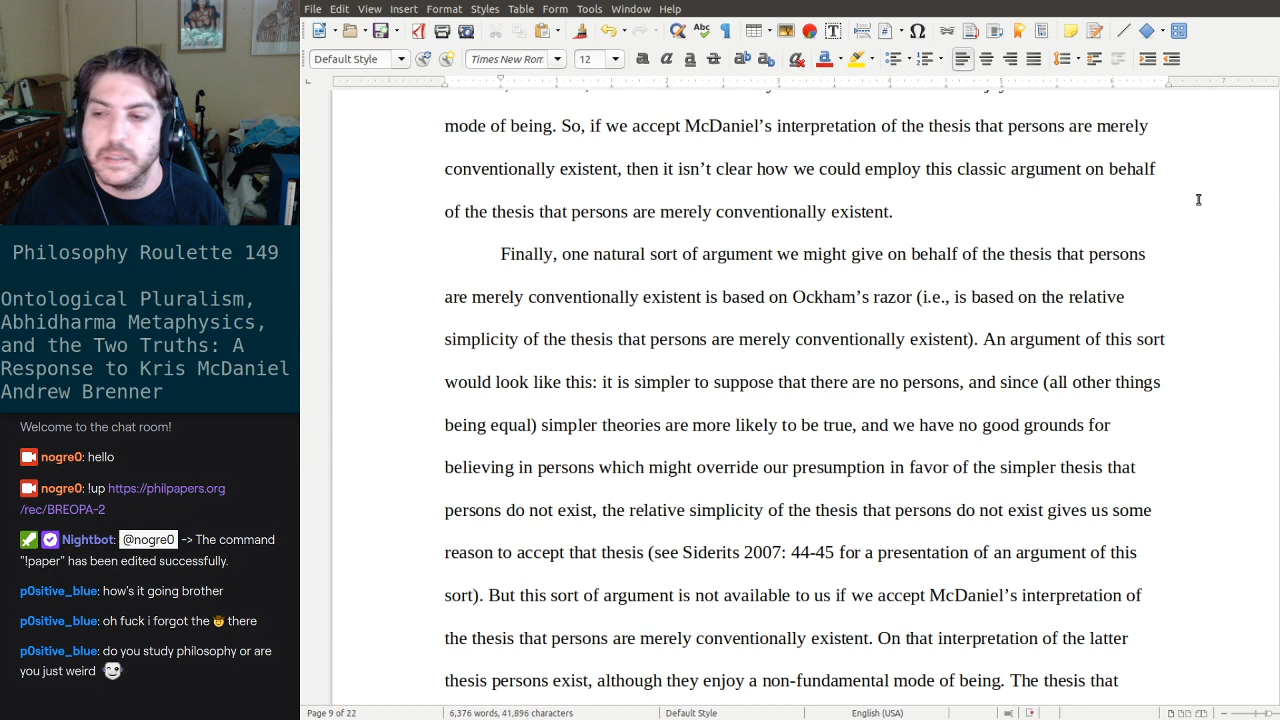 File Edit View Insert Format Styles Table Form Tools Window Help
Default Style
Times New Rom
12
mode of being. So, if we accept McDaniel’s interpretation of the thesis that persons are merely
conventionally existent, then it isn’t clear how we could employ this classic argument on behalf
of the thesis that persons are merely conventionally existent.
Finally, one natural sort of argument we might give on behalf of the thesis that persons
are merely conventionally existent is based on Ockham’s razor (i.e., is based on the relative
simplicity of the thesis that persons are merely conventionally existent). An argument of this sort
would look like this: it is simpler to suppose that there are no persons, and since (all other things
being equal) simpler theories are more likely to be true, and we have no good grounds for
believing in persons which might override our presumption in favor of the simpler thesis that
persons do not exist, the relative simplicity of the thesis that persons do not exist gives us some
reason to accept that thesis (see Siderits 2007: 44-45 for a presentation of an argument of this
sort). But this sort of argument is not available to us if we accept McDaniel’s interpretation of
the thesis that persons are merely conventionally existent. On that interpretation of the latter
thesis persons exist, although they enjoy a non-fundamental mode of being. The thesis that
Page 9 of 22
6,376 words, 41,896 characters
Default Style
English (USA)
Philosophy Roulette 149
Ontological Pluralism,
Abhidharma Metaphysics,
and the Two Truths: A
Response to Kris McDaniel
Andrew Brenner
Welcome to the chat room!
nogre0: hello
nogre0: !up https://philpapers.org
/rec/BREOPA-2
Nightbot: @nogre0 -> The command
"!paper" has been edited successfully.
p0sitive_blue: how's it going brother
p0sitive_blue: oh fuck i forgot the 🤠 there
p0sitive_blue: do you study philosophy or are
you just weird